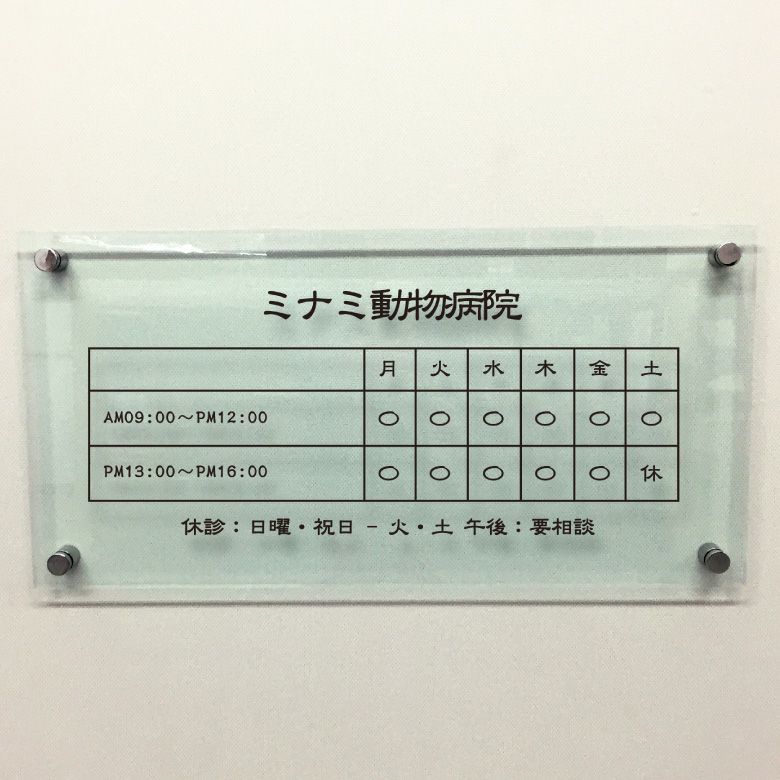 ミナミ動物病院
月 火 水 木 金 土
AM09:00～PM12:00 ○ ○ ○ ○ ○ ○
PM13:00～PM16:00 ○ ○ ○ ○ ○ 休
休診：日曜・祝日 － 火・土 午後：要相談